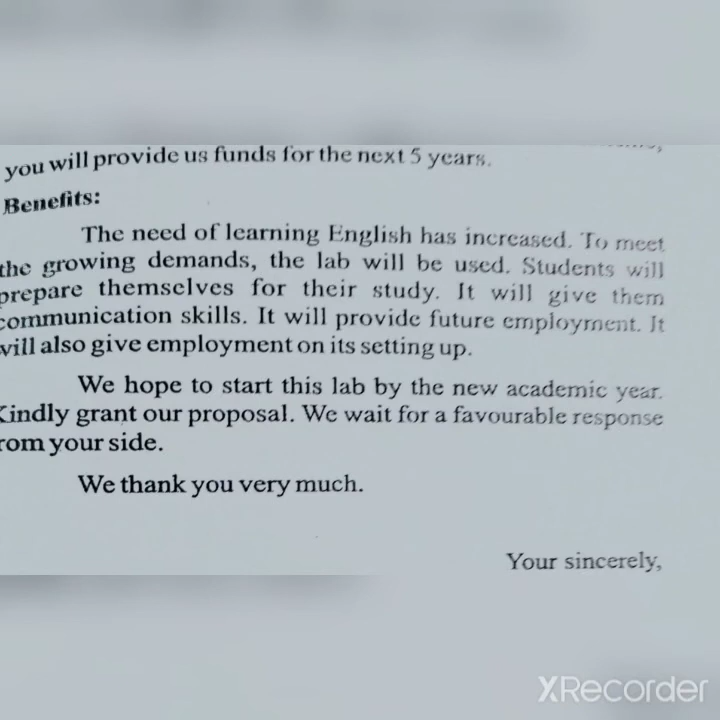 you will provide us funds for the next 5 years.
Benefits:
The need of learning English has increased. To meet
the growing demands, the lab will be used. Students will
prepare themselves for their study. It will give them
communication skills. It will provide future employment. It
will also give employment on its setting up.
We hope to start this lab by the new academic year.
Kindly grant our proposal. We wait for a favourable response
from your side.
We thank you very much.
Your sincerely,
XRecorder